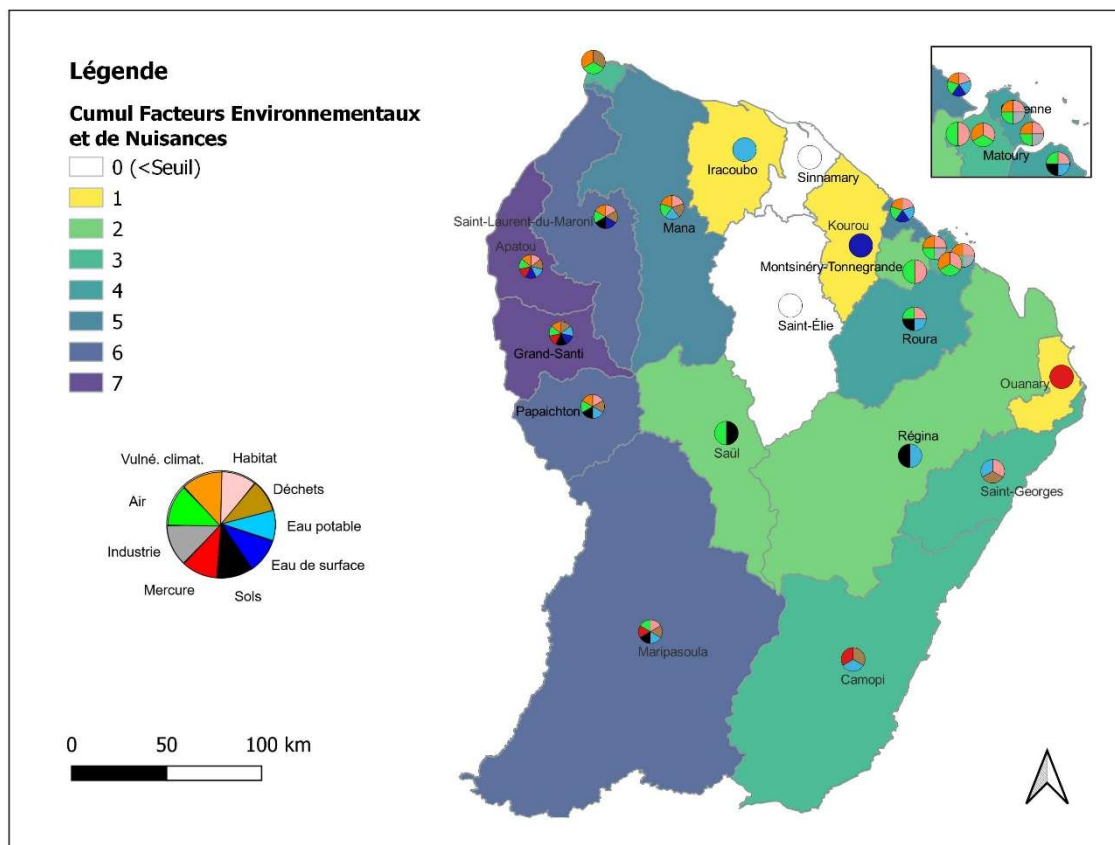 Légende
Cumul Facteurs Environnementaux
et de Nuisances
0 (<Seuil)
1
2
3
4
5
6
7
Vulné. climat.
Habitat
Air
Déchets
Eau potable
Industrie
Eau de surface
Mercure
Sols
0 50 100 km
Iracoubo
Sinnamary
Saint-Laurent-du-Maroni
Mana
Kourou
Apatou
Montsinéry-Tonnegrande
Saint-Élie
Roura
Grand-Santi
Ouanary
Papaichton
Saül
Régina
Saint-Georges
Maripasoula
Camopi
Matoury